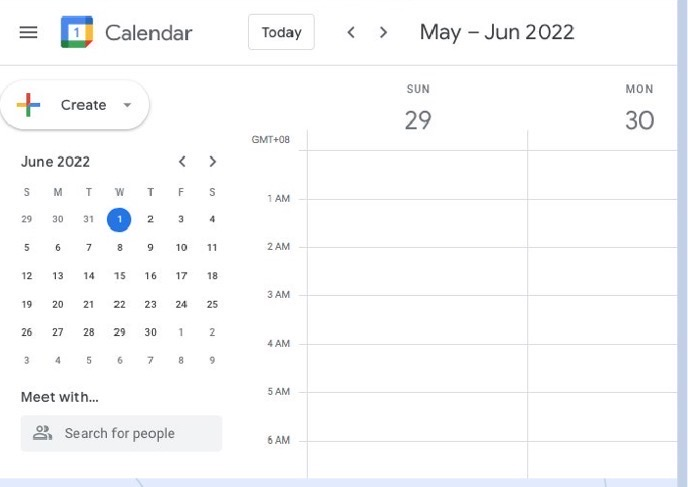 1 Calendar Today May – Jun 2022
SUN MON
Create 29 30
GMT+08
June 2022
S M T W T F S
1 AM
29 30 31 1 2 3 4
5 6 7 8 9 10 11
2 AM
12 13 14 15 16 17 18
3 AM
19 20 21 22 23 24 25
26 27 28 29 30 1 2
4 AM
3 4 5 6 7 8 9
5 AM
Meet with...
Search for people
6 AM